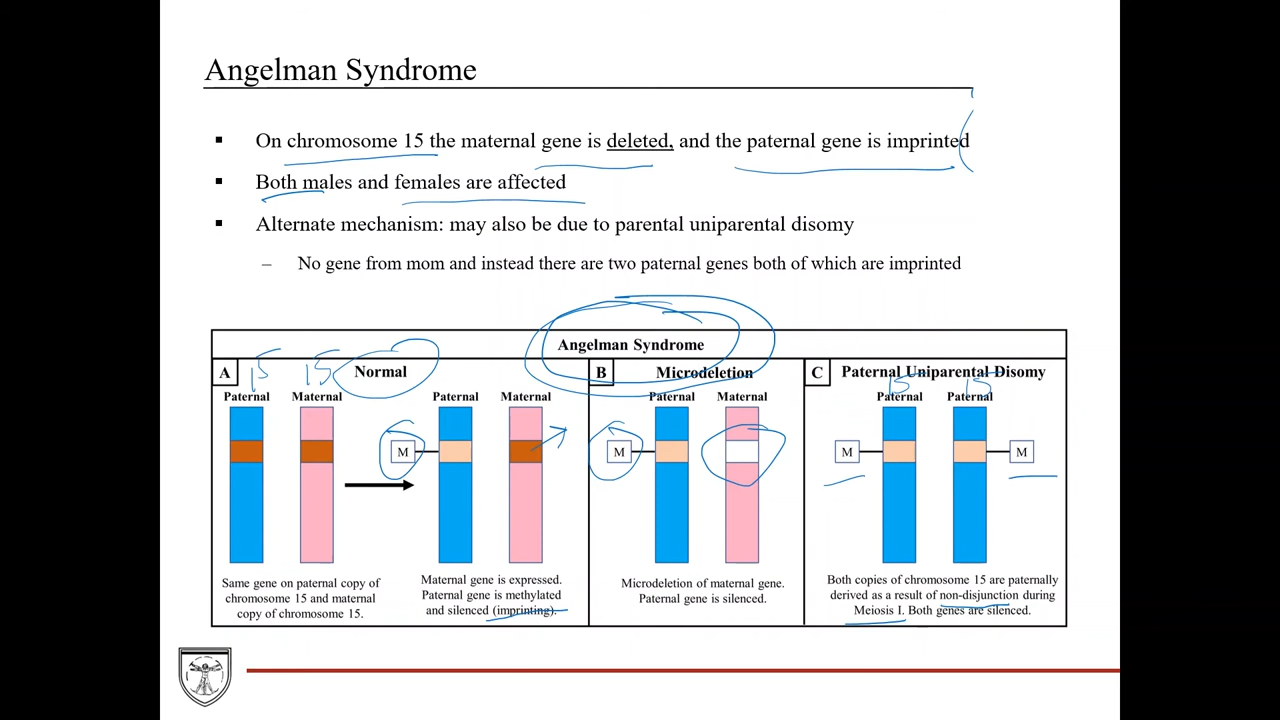 Angelman Syndrome
On chromosome 15 the maternal gene is deleted, and the paternal gene is imprinted
Both males and females are affected
Alternate mechanism: may also be due to parental uniparental disomy
– No gene from mom and instead there are two paternal genes both of which are imprinted
Angelman Syndrome
A
15
15
Normal
Paternal
Maternal
Paternal
Maternal
M
Same gene on paternal copy of
chromosome 15 and maternal
copy of chromosome 15.
Maternal gene is expressed.
Paternal gene is methylated
and silenced (imprinting).
B
Microdeletion
Paternal
Maternal
M
Microdeletion of maternal gene.
Paternal gene is silenced.
C
Paternal Uniparental Disomy
15
15
Paternal
Paternal
M
M
Both copies of chromosome 15 are paternally
derived as a result of non-disjunction during
Meiosis I. Both genes are silenced.